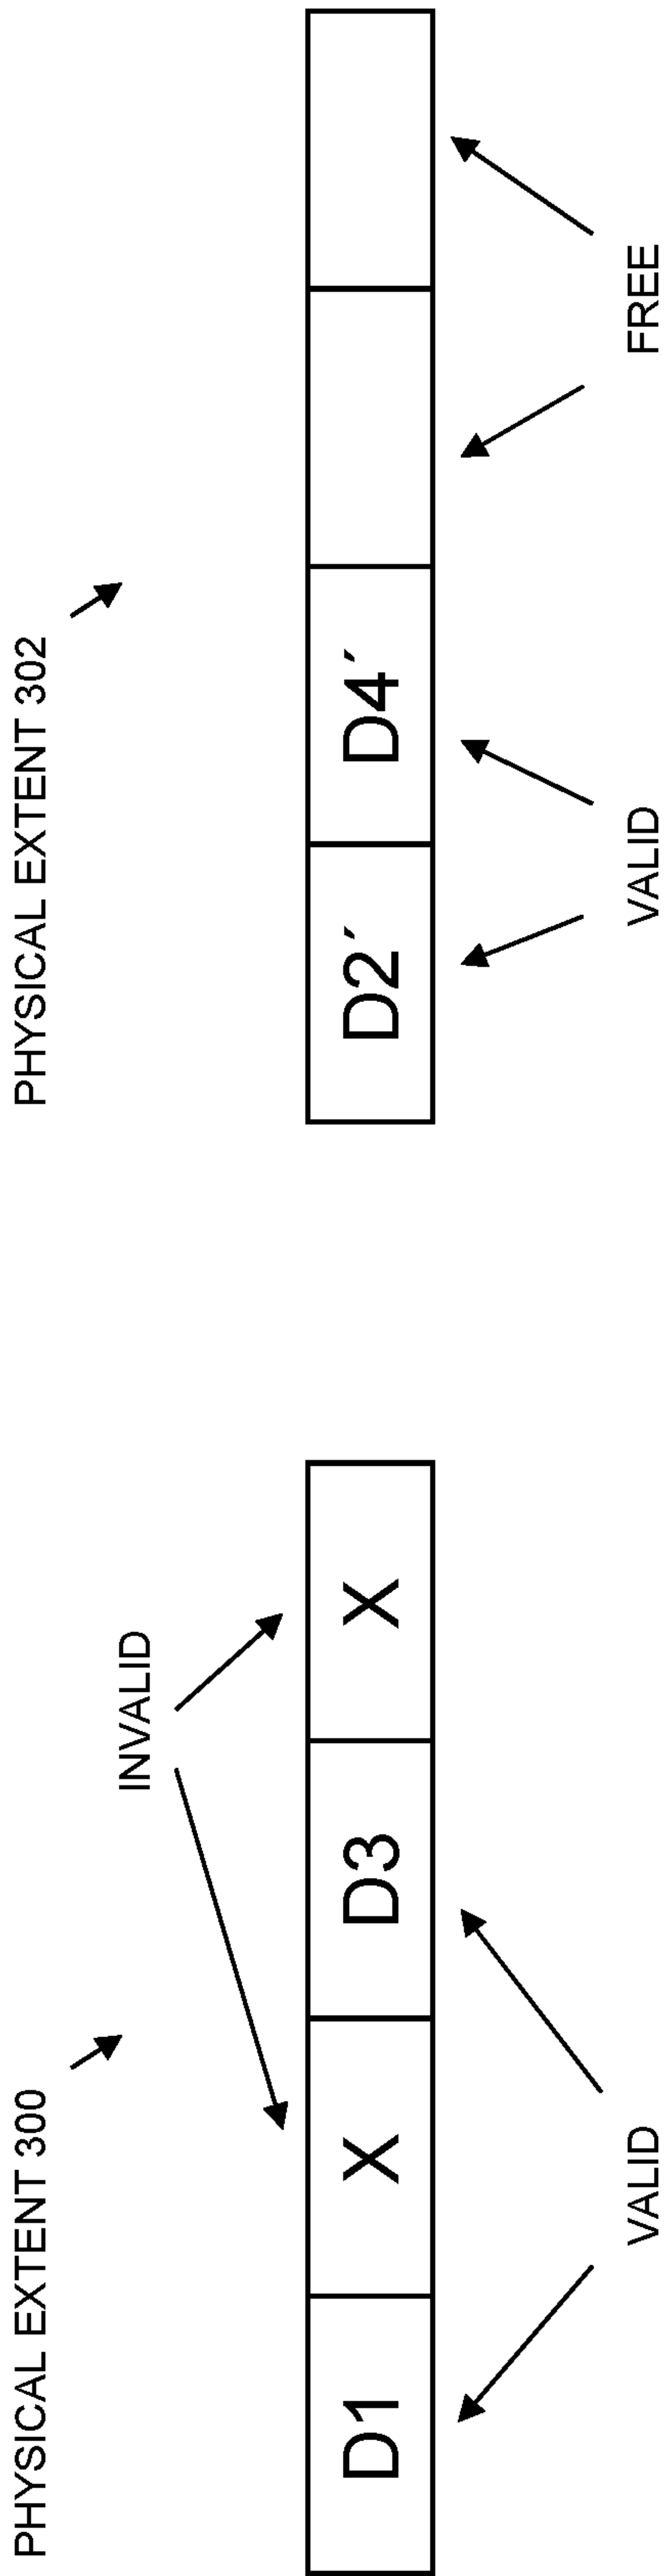 PHYSICAL EXTENT 300
INVALID
D1 X D3 X
VALID
PHYSICAL EXTENT 302
D2´ D4´
VALID
FREE